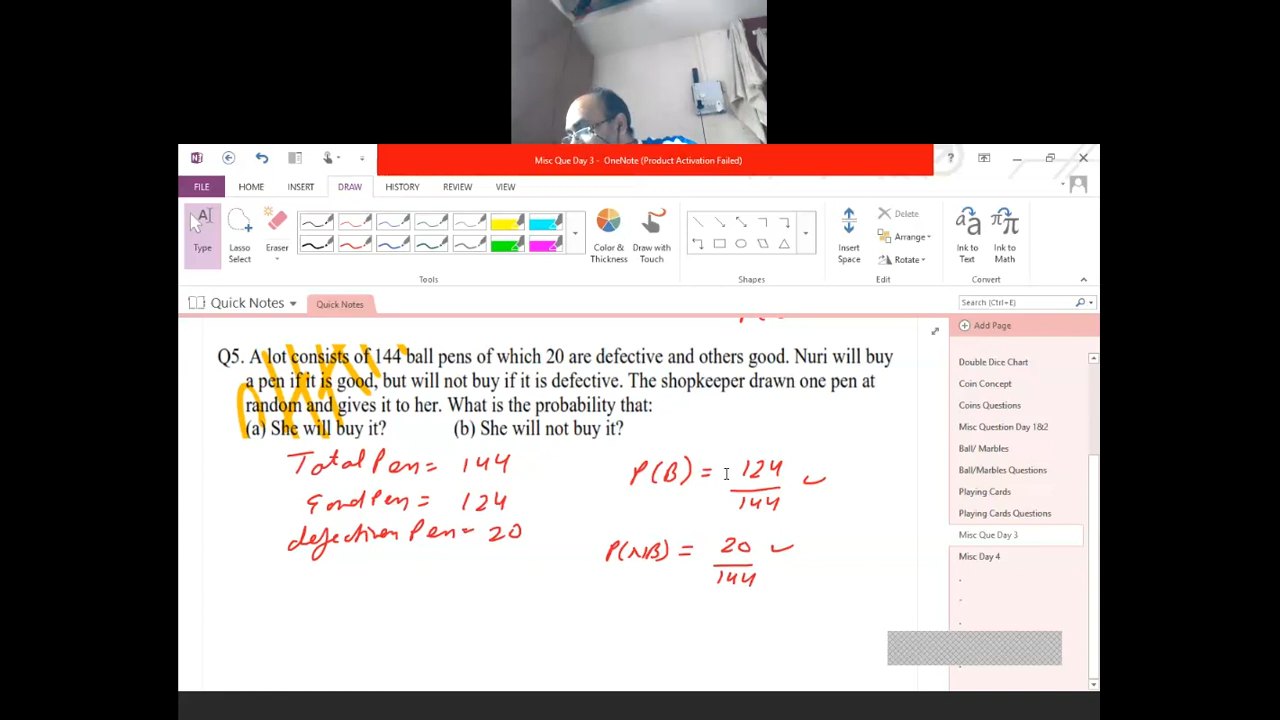 Misc Que Day 3 - OneNote (Product Activation Failed)
FILE HOME INSERT DRAW HISTORY REVIEW VIEW
Type
Lasso Select
Eraser
Color & Thickness
Draw with Touch
Insert Space
Delete
Arrange
Rotate
Ink to Text
Ink to Math
Tools
Shapes
Edit
Convert
Quick Notes
Quick Notes
Search (Ctrl+E)
Add Page
Double Dice Chart
Coin Concept
Coins Questions
Misc Question Day 1&2
Ball/ Marbles
Ball/Marbles Questions
Playing Cards
Playing Cards Questions
Misc Que Day 3
Misc Day 4
Q5. A lot consists of 144 ball pens of which 20 are defective and others good. Nuri will buy
a pen if it is good, but will not buy if it is defective. The shopkeeper drawn one pen at
random and gives it to her. What is the probability that:
(a) She will buy it? (b) She will not buy it?
Total Pen = 144
Good Pen = 124
Pen = 20
P(B) = 124/144
P(NB) = 20/144